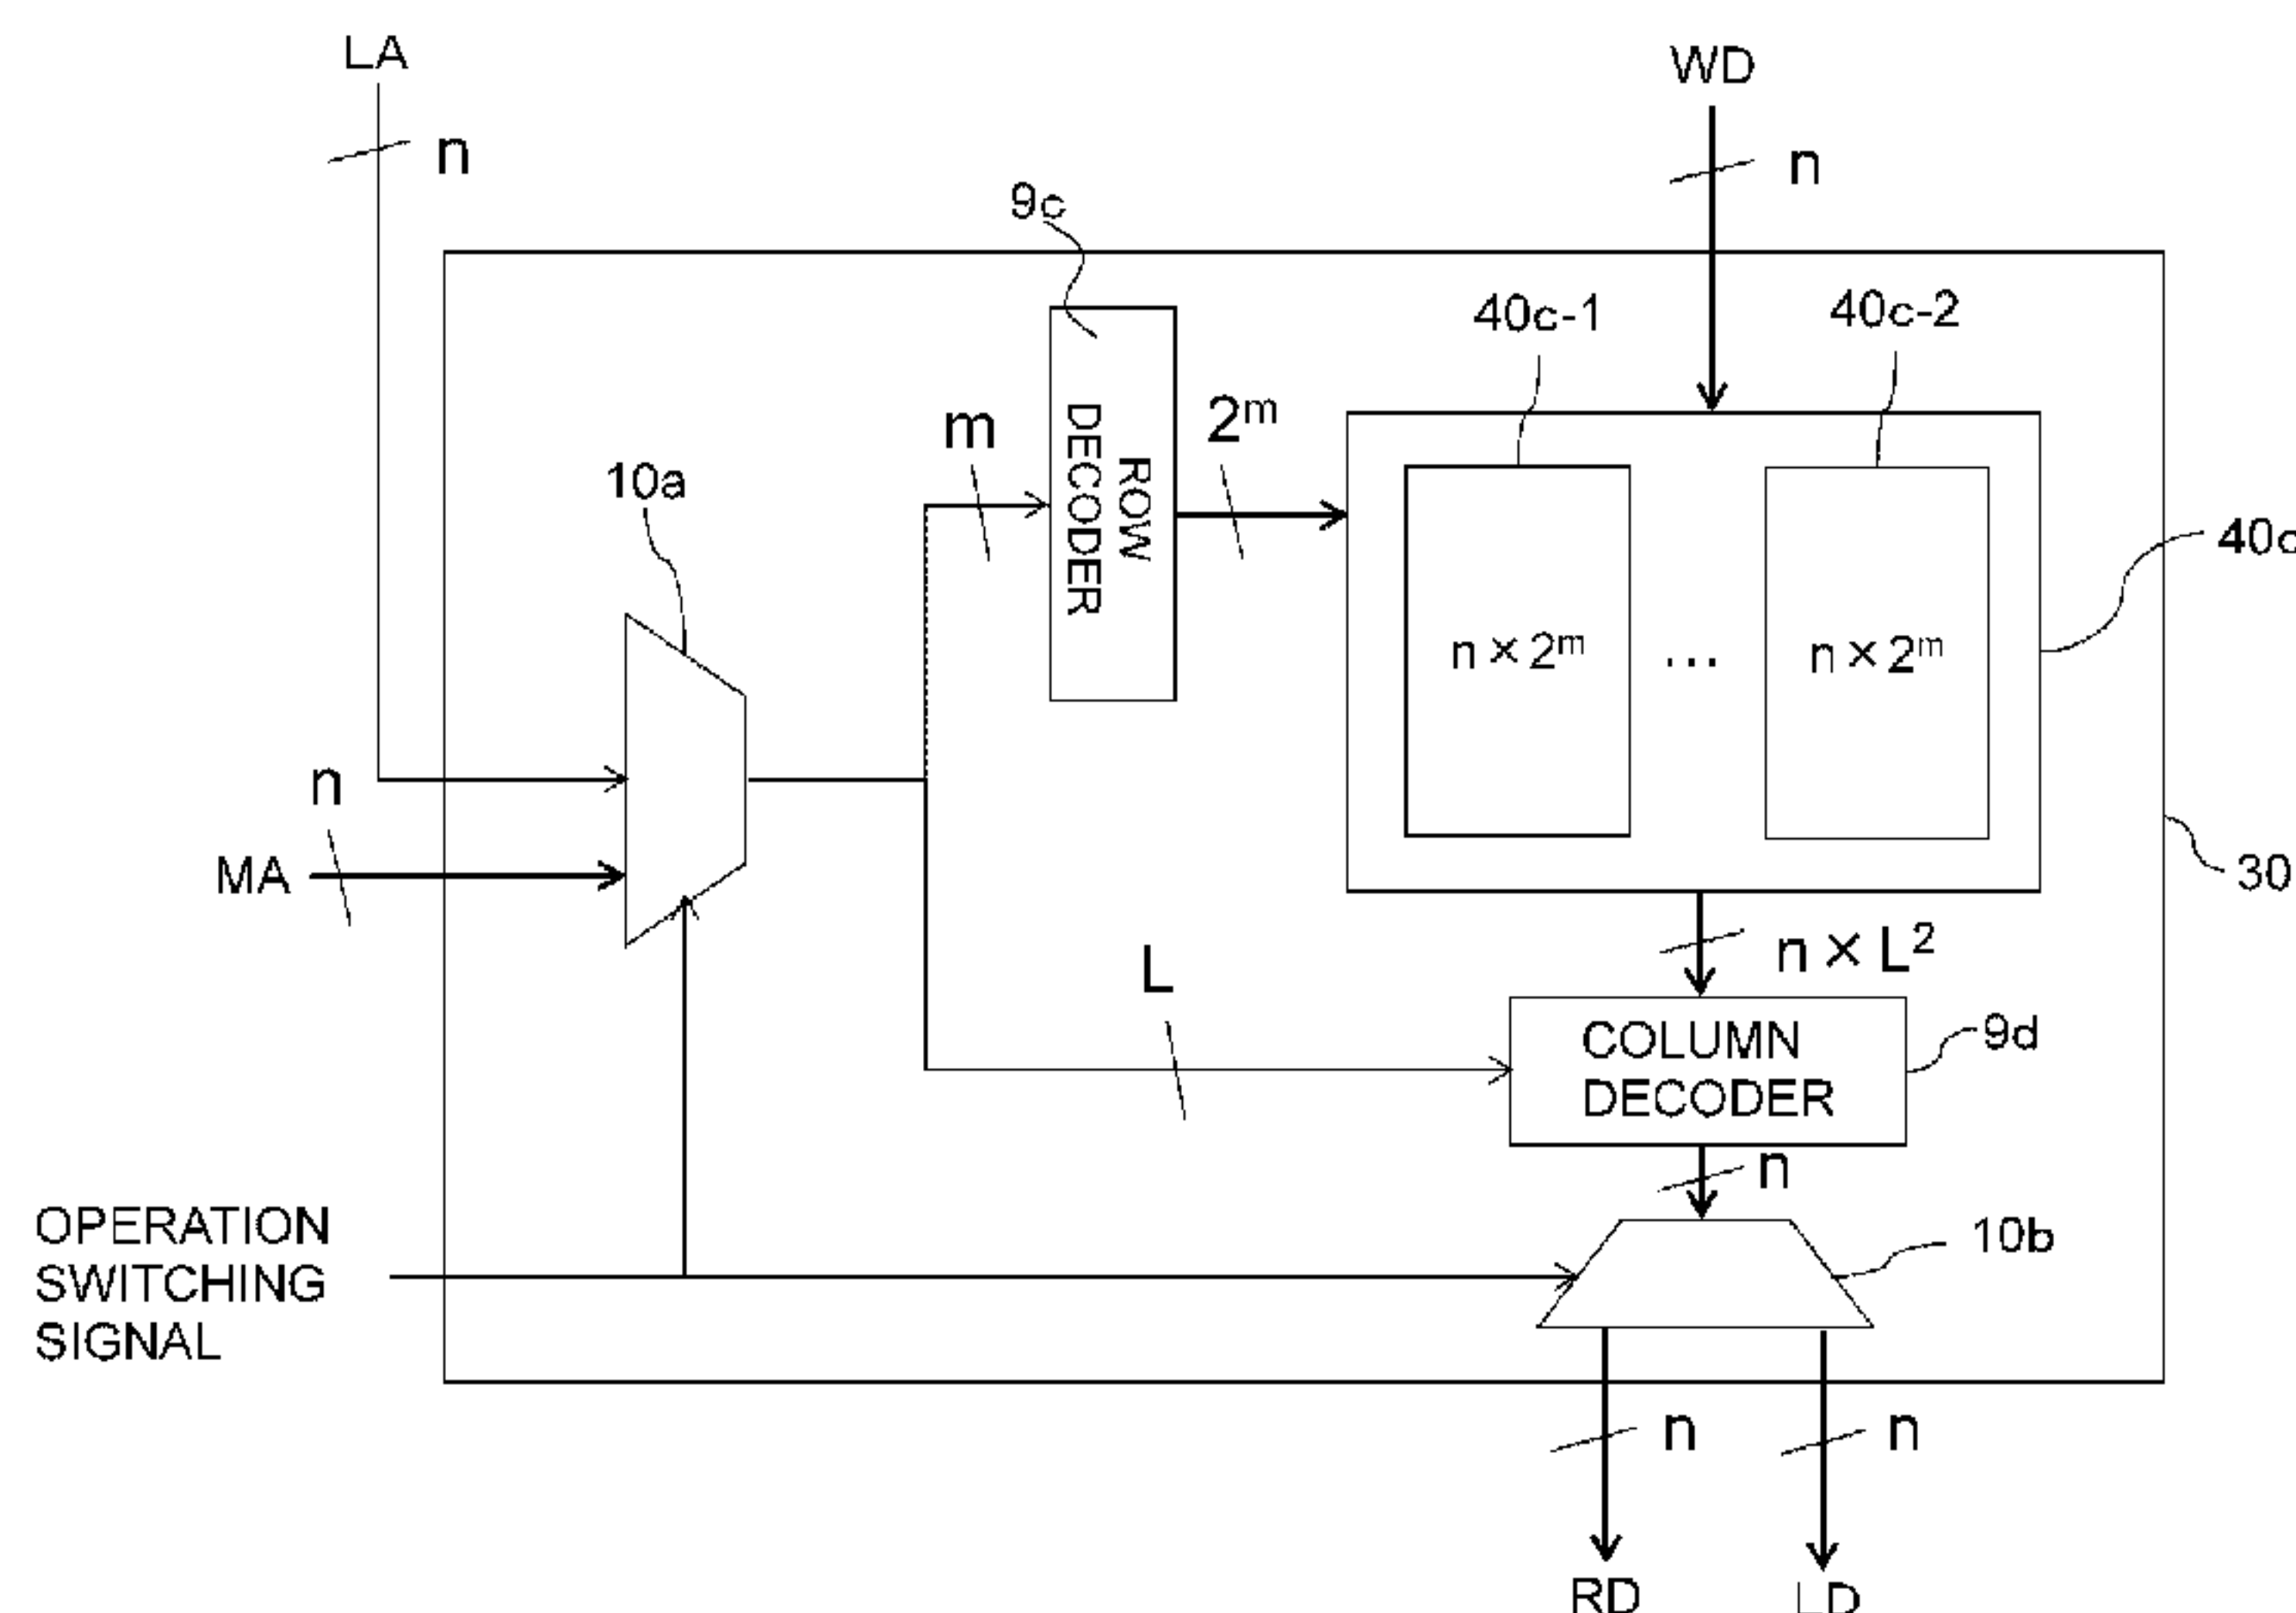 LA
WD
n
n
9c
40c-1
40c-2
m
2ᵐ
10a
ROW
DECODER
n × 2ᵐ
...
n × 2ᵐ
n
MA
30
n × L²
L
COLUMN
DECODER
9d
n
OPERATION
SWITCHING
SIGNAL
10b
n
n
RD
LD